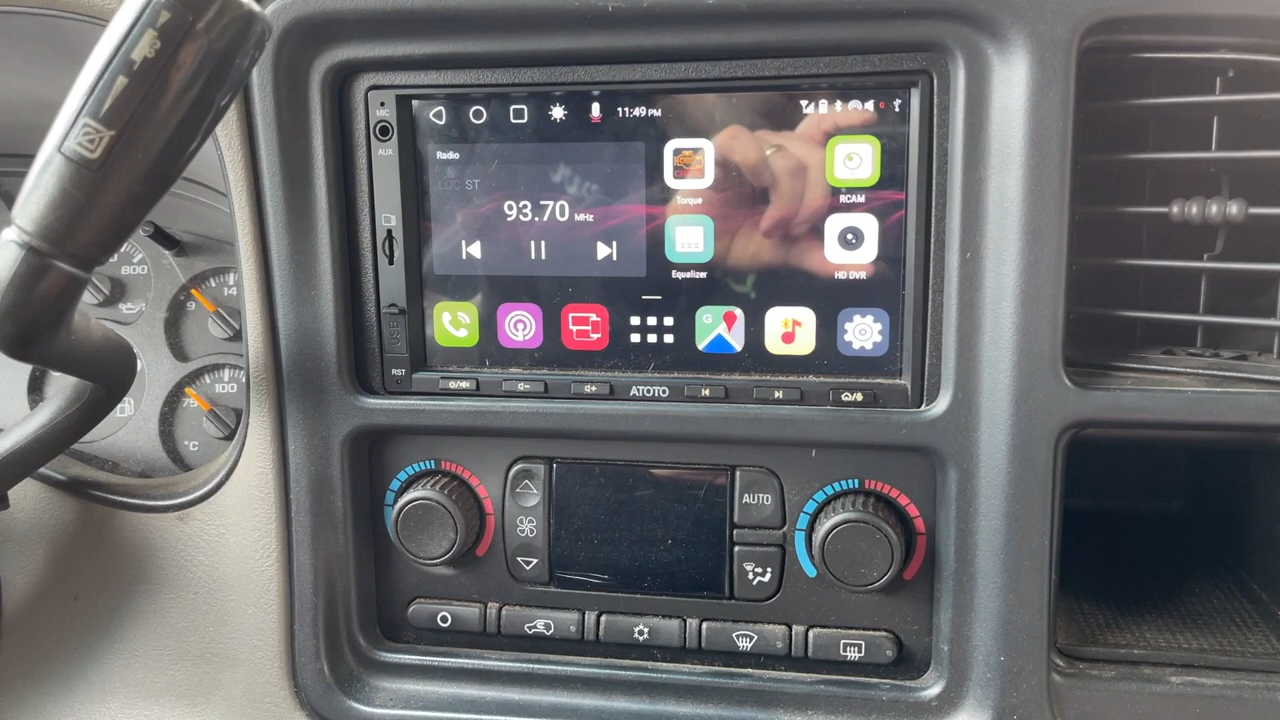 MIC
AUX
USB
RST
11:49 PM
Radio
LOC ST
93.70 MHz
Torque
RCAM
Equalizer
HD DVR
G
ATOTO
800
9 14
75 100
°C
AUTO